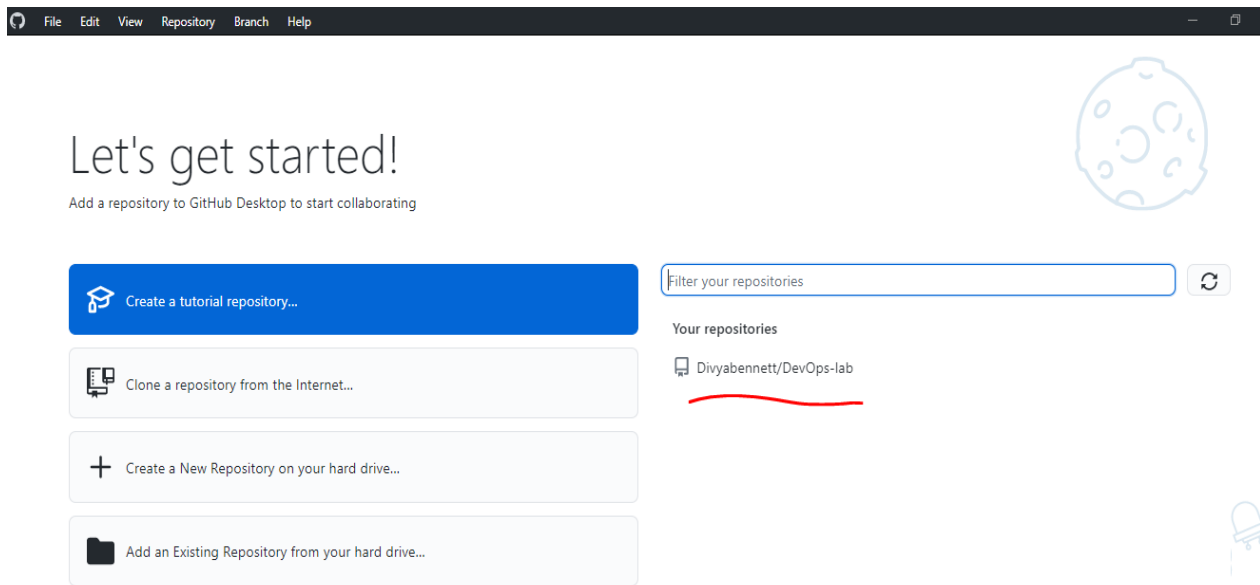 File Edit View Repository Branch Help
Let's get started!
Add a repository to GitHub Desktop to start collaborating
Create a tutorial repository...
Clone a repository from the Internet...
Create a New Repository on your hard drive...
Add an Existing Repository from your hard drive...
Filter your repositories
Your repositories
Divyabennett/DevOps-lab